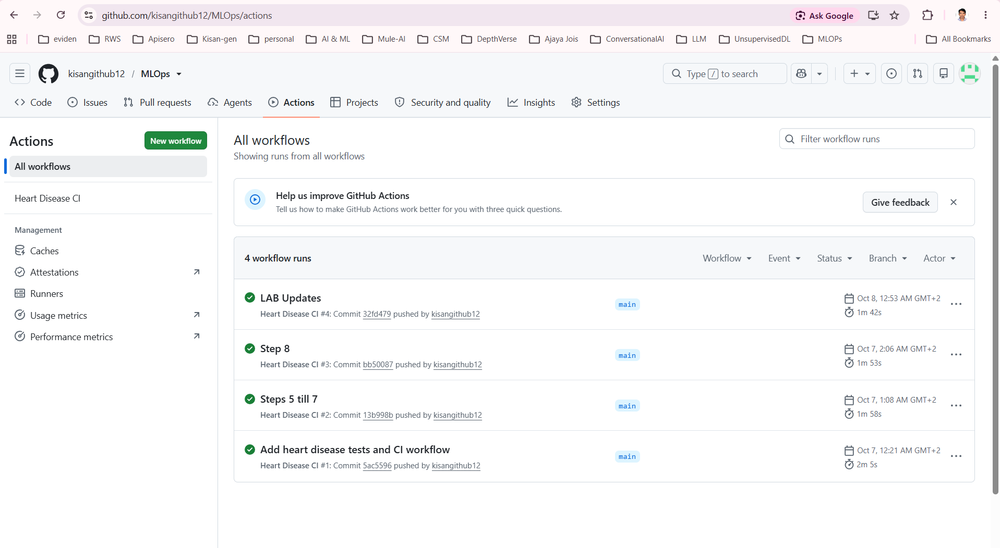 github.com/kisangithub12/MLOps/actions
Ask Google
eviden
RWS
Apisero
Kisan-gen
personal
AI & ML
Mule-AI
CSM
DepthVerse
Ajaya Jois
ConversationalAI
LLM
UnsupervisedDL
MLOPs
All Bookmarks
kisangithub12 / MLOps
Type / to search
Code
Issues
Pull requests
Agents
Actions
Projects
Security and quality
Insights
Settings
Actions
New workflow
All workflows
Heart Disease CI
Management
Caches
Attestations
Runners
Usage metrics
Performance metrics
All workflows
Showing runs from all workflows
Filter workflow runs
Help us improve GitHub Actions
Tell us how to make GitHub Actions work better for you with three quick questions.
Give feedback
4 workflow runs
Workflow
Event
Status
Branch
Actor
LAB Updates
Heart Disease CI #4: Commit 32fd479 pushed by kisangithub12
main
Oct 8, 12:53 AM GMT+2
1m 42s
Step 8
Heart Disease CI #3: Commit bb50087 pushed by kisangithub12
main
Oct 7, 2:06 AM GMT+2
1m 53s
Steps 5 till 7
Heart Disease CI #2: Commit 13b998b pushed by kisangithub12
main
Oct 7, 1:08 AM GMT+2
1m 58s
Add heart disease tests and CI workflow
Heart Disease CI #1: Commit 5ac5596 pushed by kisangithub12
main
Oct 7, 12:21 AM GMT+2
2m 5s